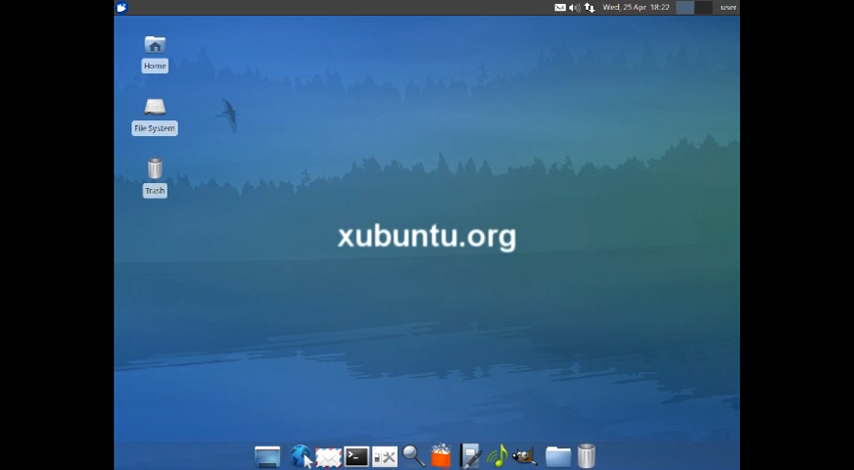 Wed, 25 Apr 18:22 user
Home
File System
Trash
xubuntu.org